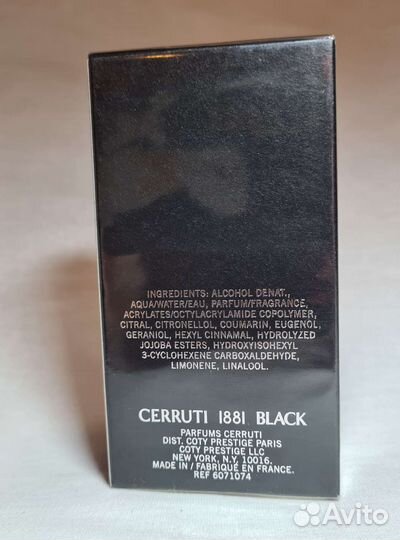 INGREDIENTS: ALCOHOL DENAT.,
AQUA/WATER/EAU, PARFUM/FRAGRANCE,
ACRYLATES/OCTYLACRYLAMIDE COPOLYMER,
CITRAL, CITRONELLOL, COUMARIN, EUGENOL,
GERANIOL, HEXYL CINNAMAL, HYDROLYZED
JOJOBA ESTERS, HYDROXYISOHEXYL
3-CYCLOHEXENE CARBOXALDEHYDE,
LIMONENE, LINALOOL.
CERRUTI 1881 BLACK
PARFUMS CERRUTI
DIST. COTY PRESTIGE PARIS
COTY PRESTIGE LLC
NEW YORK, N.Y, 10016.
MADE IN / FABRIQUÉ EN FRANCE.
REF 6071074
Avito